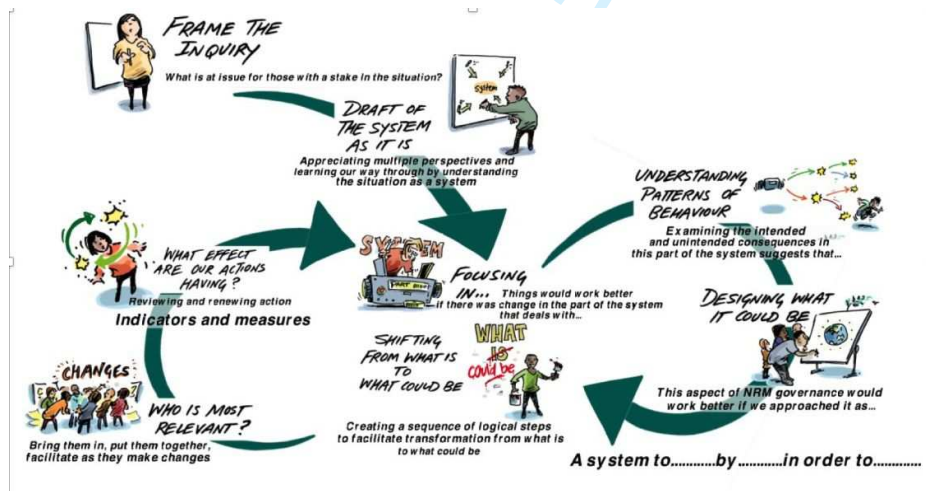 FRAME THE
INQUIRY
What is at issue for those with a stake in the situation?
system
DRAFT OF
THE SYSTEM
AS IT IS
Appreciating multiple perspectives and
learning our way through by understanding
the situation as a system
SYSTEM
FOCUSING
IN... Things would work better
if there was change in the part of the system
that deals with...
UNDERSTANDING
PATTERNS OF
BEHAVIOUR
Examining the intended
and unintended consequences in
this part of the system suggests that...
DESIGNING WHAT
IT COULD BE
This aspect of NRM governance would
work better if we approached it as...
A system to............by............in order to.............
SHIFTING
FROM WHAT IS
TO
WHAT COULD BE
WHAT
IS
could be
Creating a sequence of logical steps
to facilitate transformation from what is
to what could be
WHO IS MOST
RELEVANT?
CHANGES
Bring them in, put them together,
facilitate as they make changes
WHAT EFFECT
ARE OUR ACTIONS
HAVING?
Reviewing and renewing action
Indicators and measures